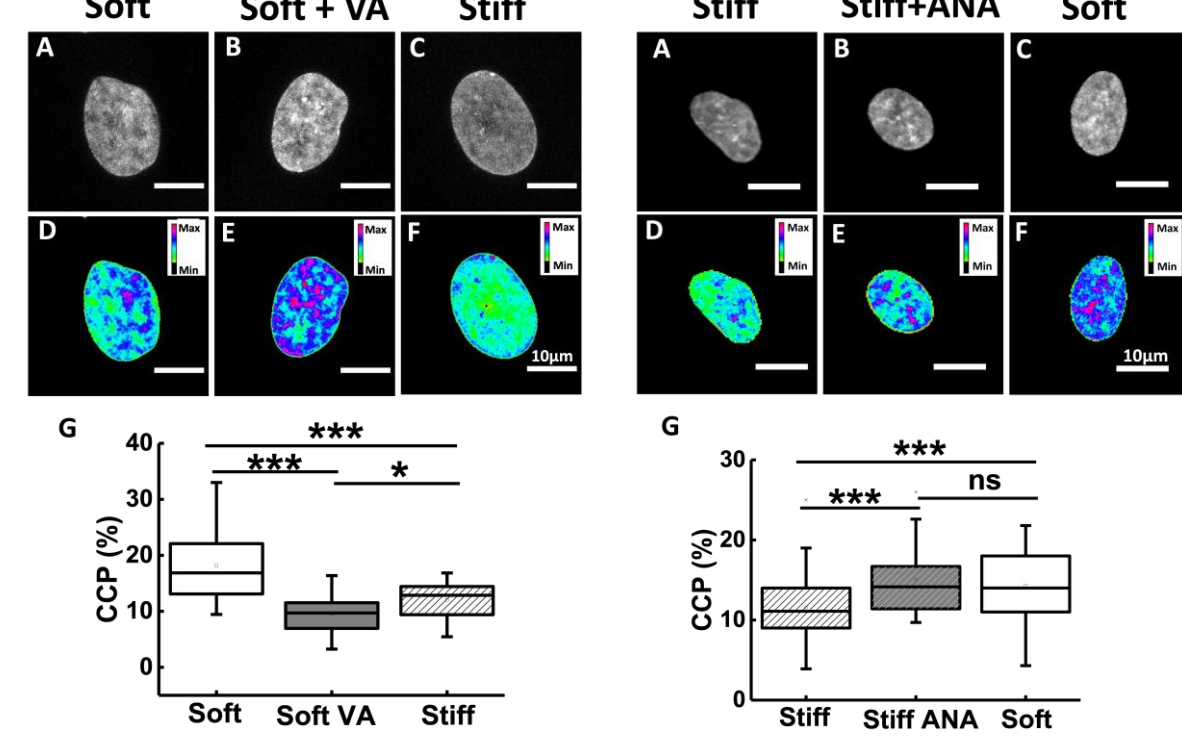 Soft Soft + VA Stiff
A B C
D Max Min E Max Min F Max Min
10µm
G
***
*** *
CCP (%)
40
30
20
10
0
Soft Soft VA Stiff
Stiff Stiff+ANA Soft
A B C
D Max Min E Max Min F Max Min
10µm
G
***
*** ns
CCP (%)
30
20
10
0
Stiff Stiff ANA Soft